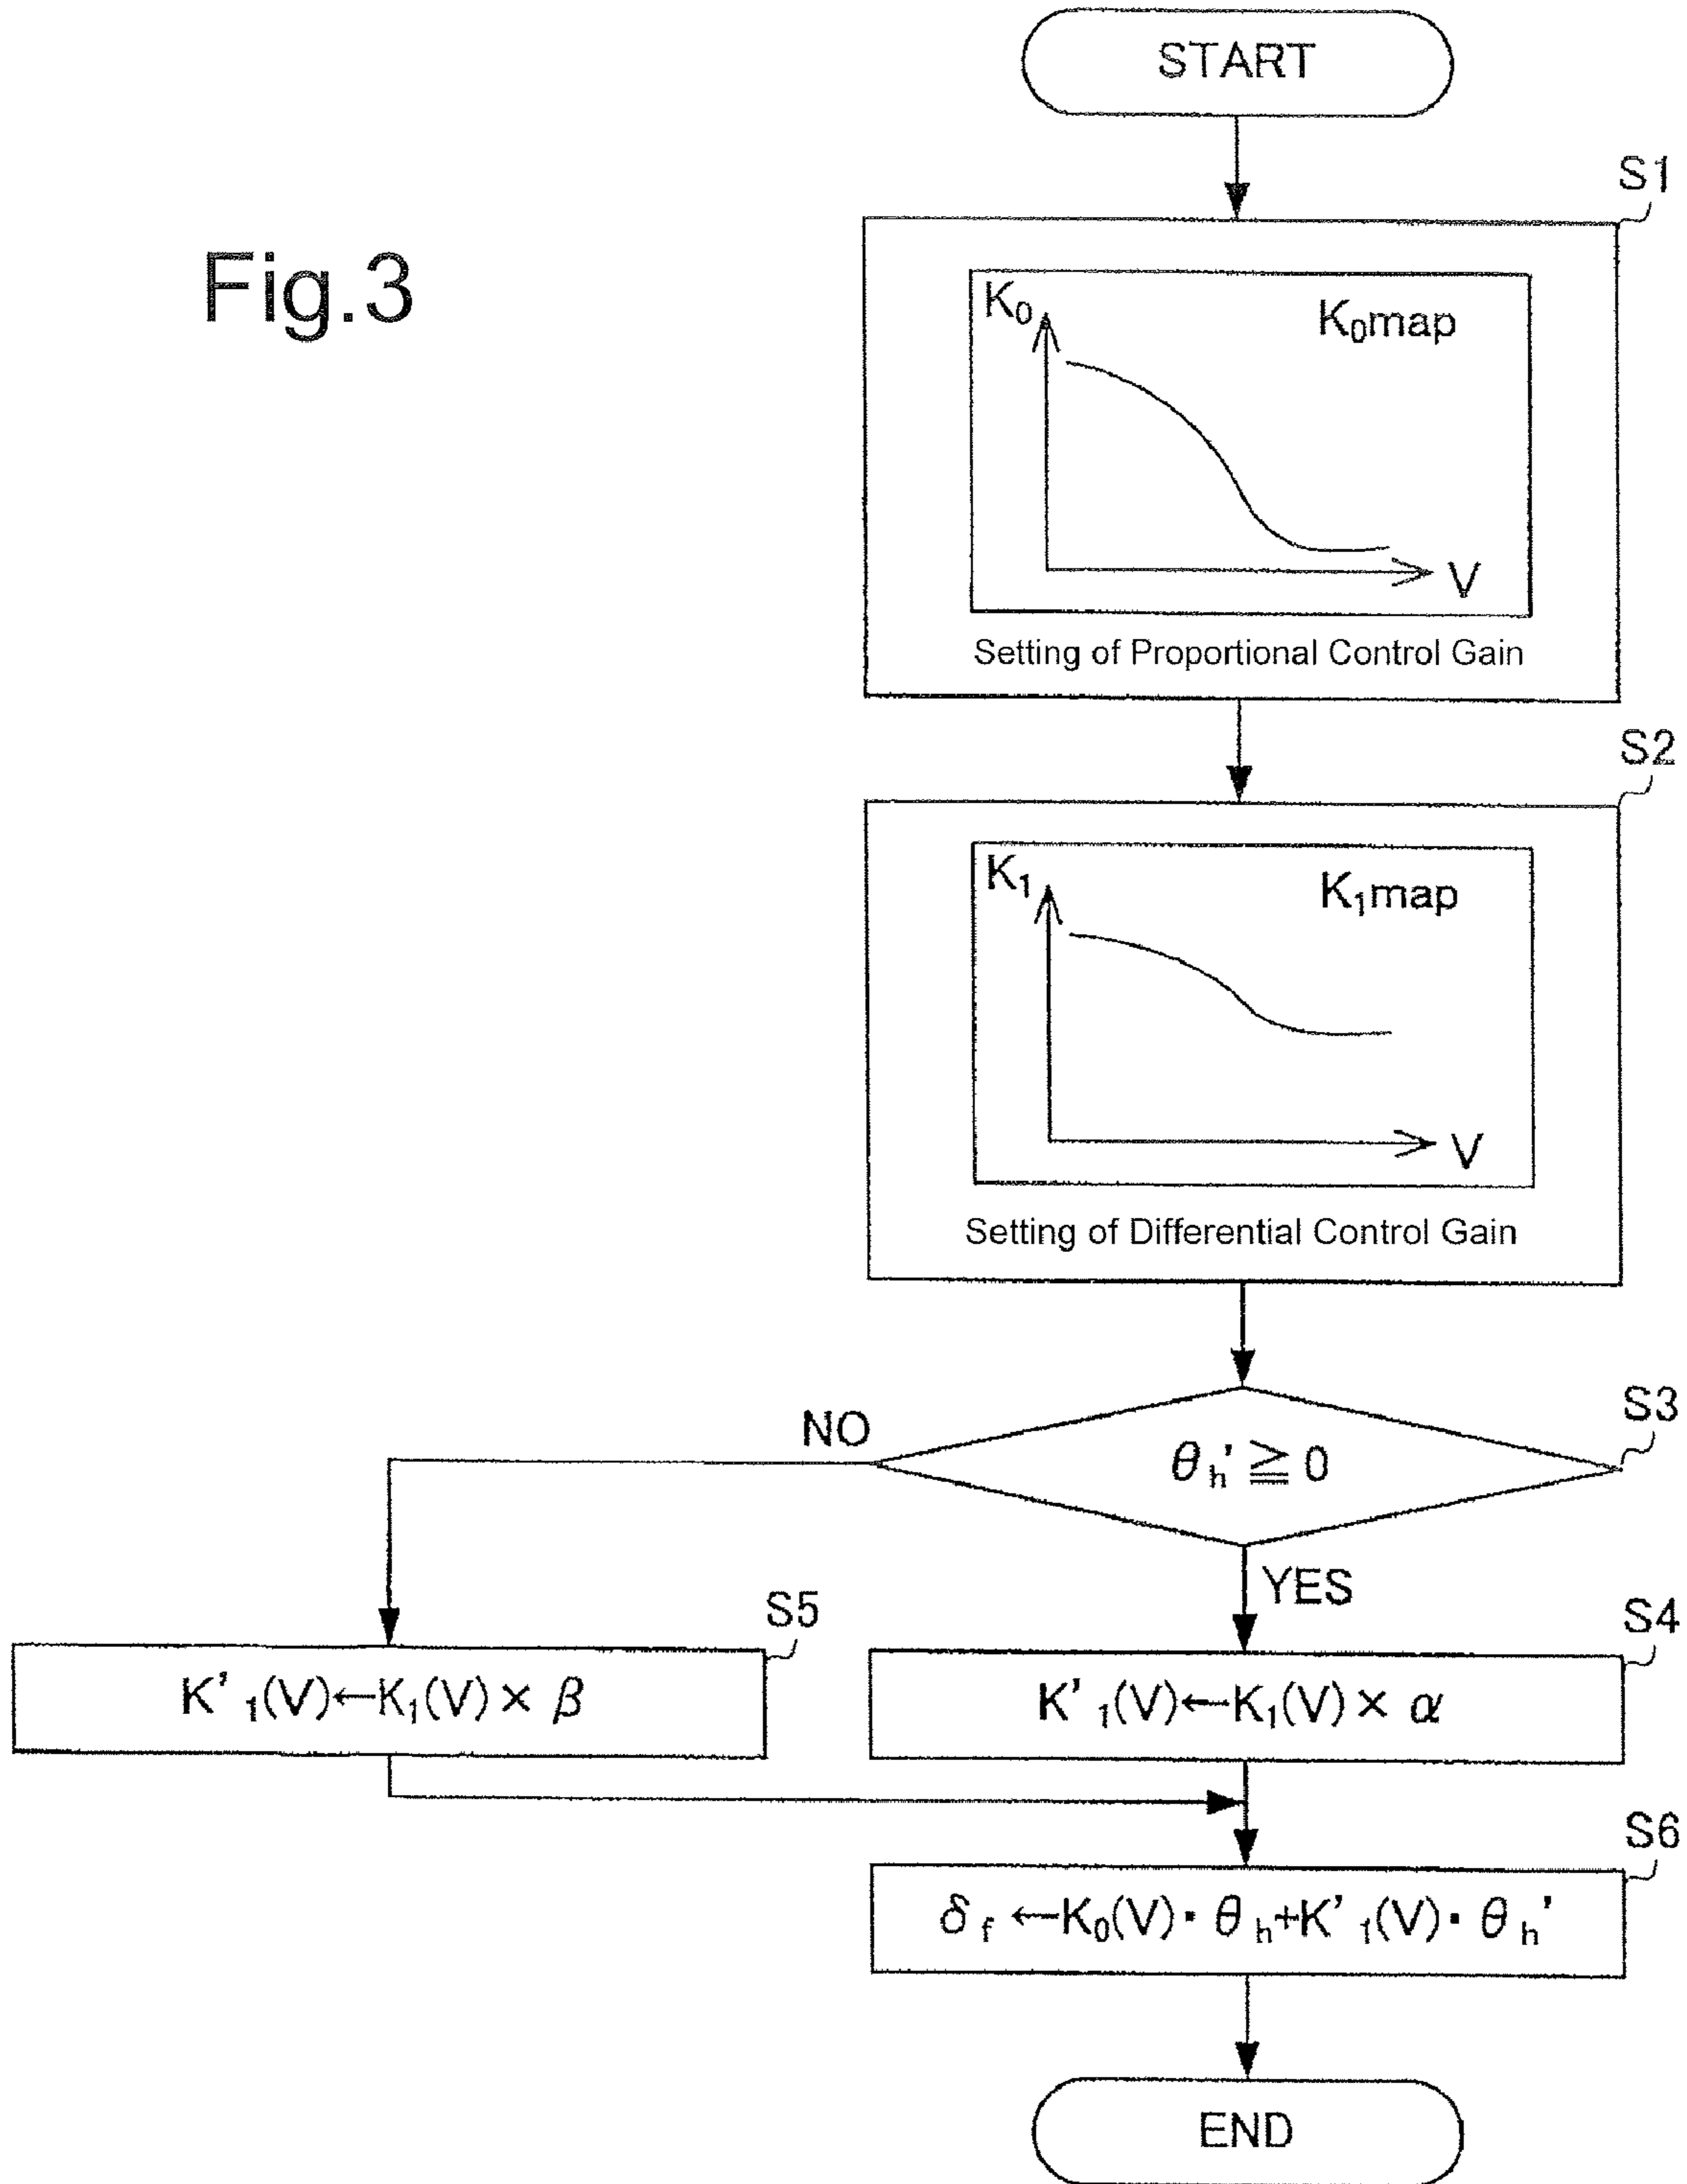 START
Fig.3
S1
K₀
K₀map
V
Setting of Proportional Control Gain
S2
K₁
K₁map
V
Setting of Differential Control Gain
S3
NO
θₕ' ≧ 0
YES
S5
S4
K'₁(V)←K₁(V) × β
K'₁(V)←K₁(V) × α
S6
δ_f ←K₀(V)・θₕ+K'₁(V)・θₕ'
END